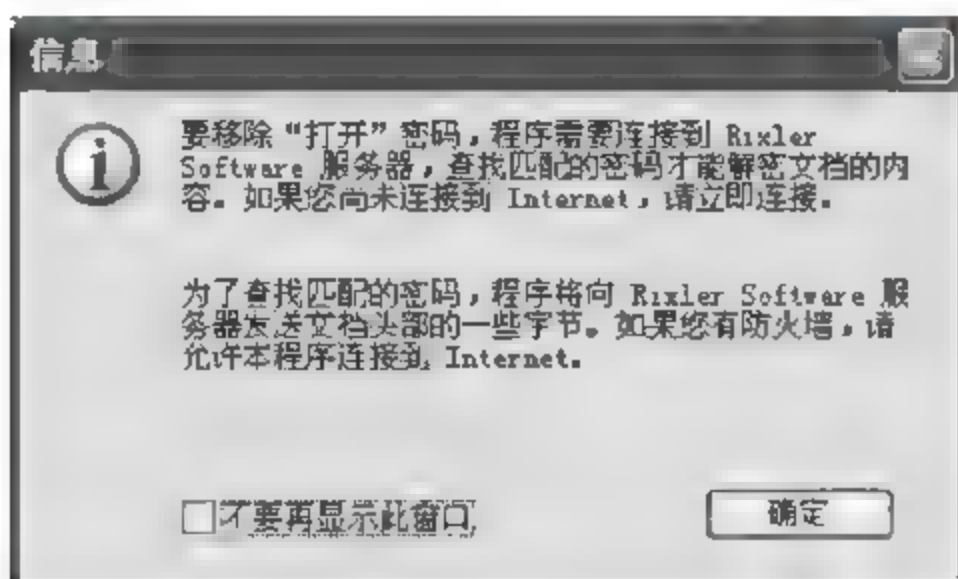 信息
要移除“打开”密码，程序需要连接到 Rixler
Software 服务器，查找匹配的密码才能解密文档的内
容。如果您尚未连接到 Internet，请立即连接。
为了查找匹配的密码，程序将向 Rixler Software 服
务器发送文档头部的一些字节。如果您有防火墙，请
允许本程序连接到 Internet。
不要再显示此窗口
确定